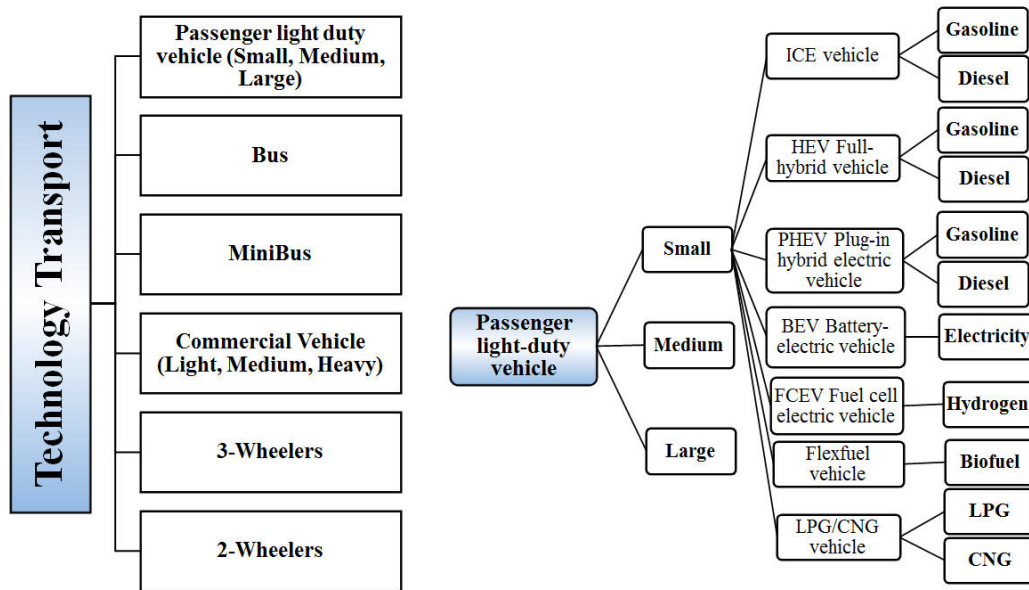 Technology Transport
Passenger light duty
vehicle (Small, Medium,
Large)
Bus
MiniBus
Commercial Vehicle
(Light, Medium, Heavy)
3-Wheelers
2-Wheelers
Passenger
light-duty
vehicle
Small
Medium
Large
ICE vehicle
Gasoline
Diesel
HEV Full-
hybrid vehicle
Gasoline
Diesel
PHEV Plug-in
hybrid electric
vehicle
Gasoline
Diesel
BEV Battery-
electric vehicle
Electricity
FCEV Fuel cell
electric vehicle
Hydrogen
Flexfuel
vehicle
Biofuel
LPG/CNG
vehicle
LPG
CNG